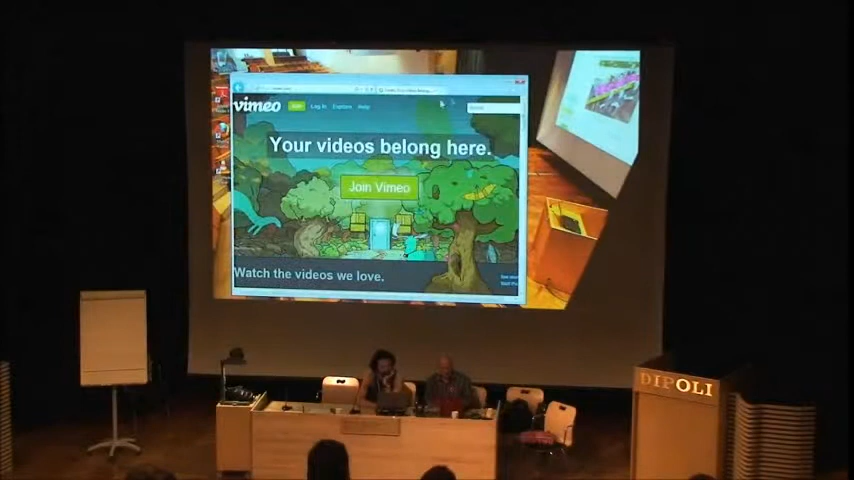 vimeo Join Log In Explore Help
Your videos belong here.
Join Vimeo
Watch the videos we love.
DIPOLI